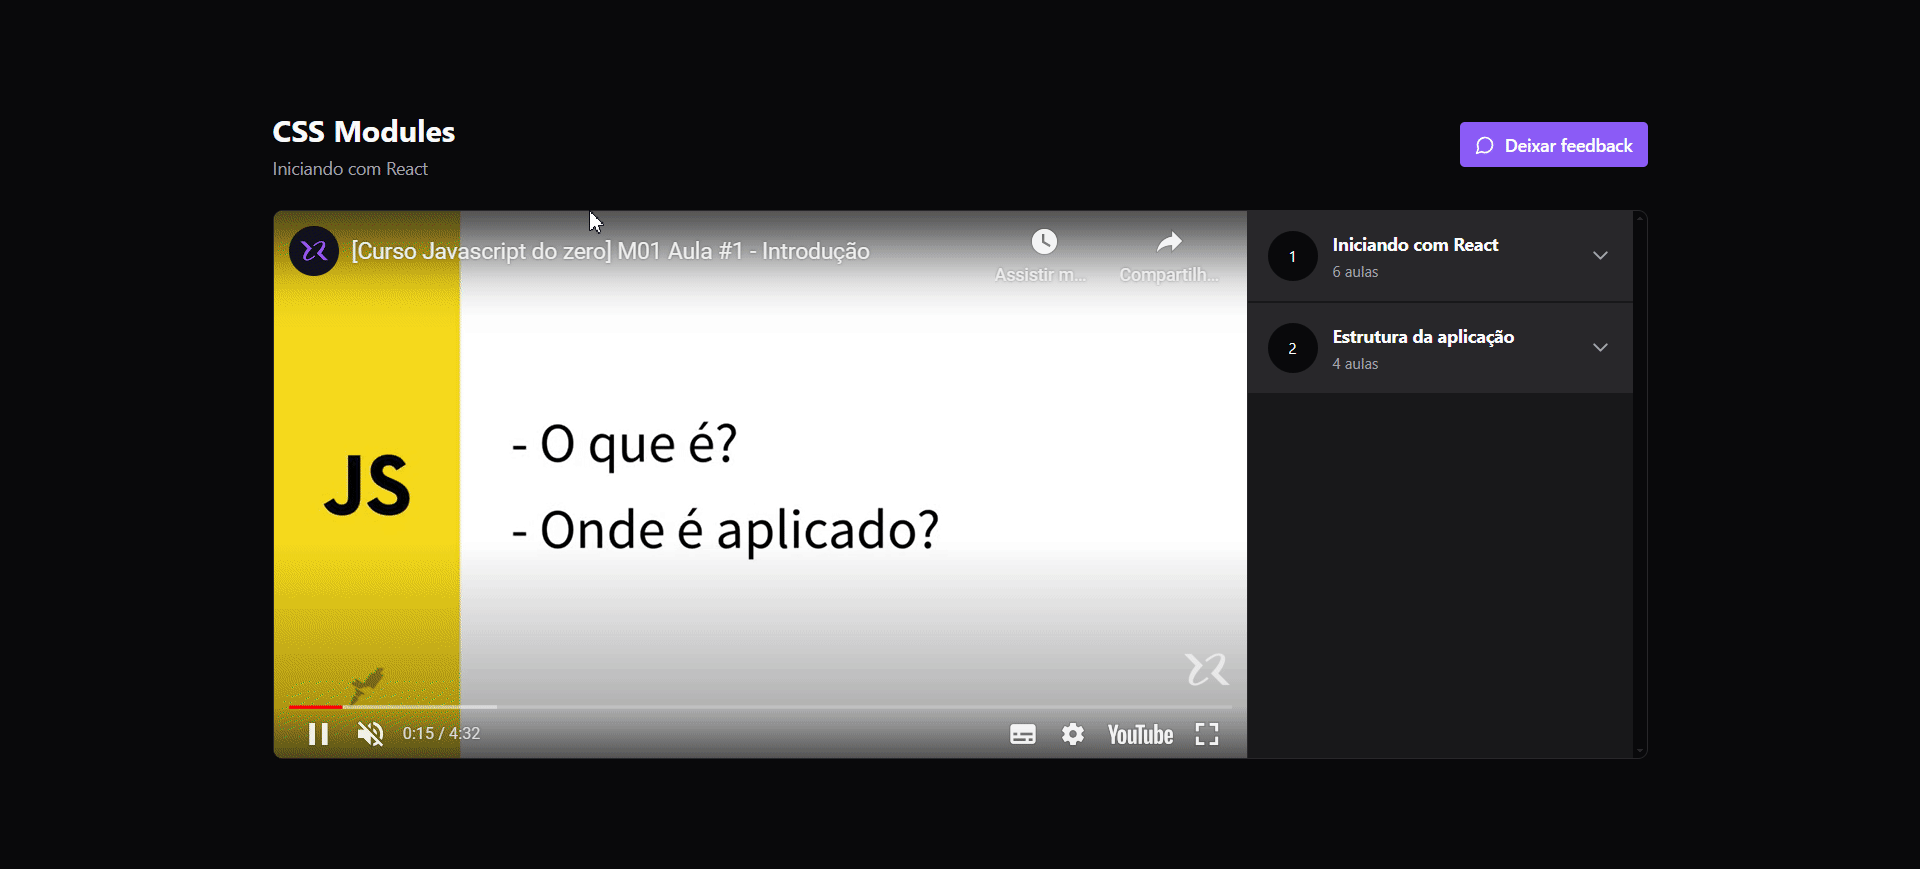 CSS Modules
Iniciando com React
Deixar feedback
[Curso Javascript do zero] M01 Aula #1 - Introdução
Assistir m...
Compartilh...
JS
- O que é?
- Onde é aplicado?
0:15 / 4:32
YouTube
1
Iniciando com React
6 aulas
2
Estrutura da aplicação
4 aulas